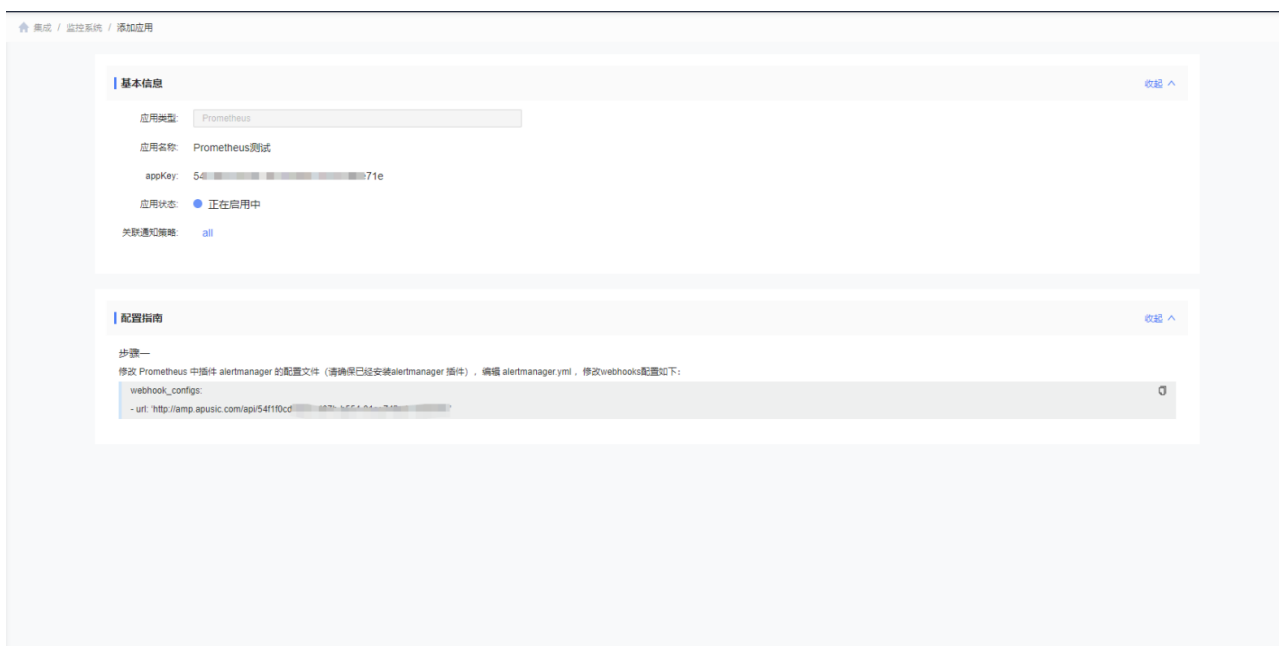 集成 / 监控系统 / 添加应用
基本信息
收起
应用类型: Prometheus
应用名称: Prometheus测试
appKey: 54 71e
应用状态: 正在启用中
关联通知策略: all
配置指南
收起
步骤一
修改 Prometheus 中插件 alertmanager 的配置文件（请确保已经安装alertmanager 插件），编辑 alertmanager.yml ，修改webhooks配置如下：
webhook_configs:
- url: 'http://amp.apusic.com/api/54f1f0cd